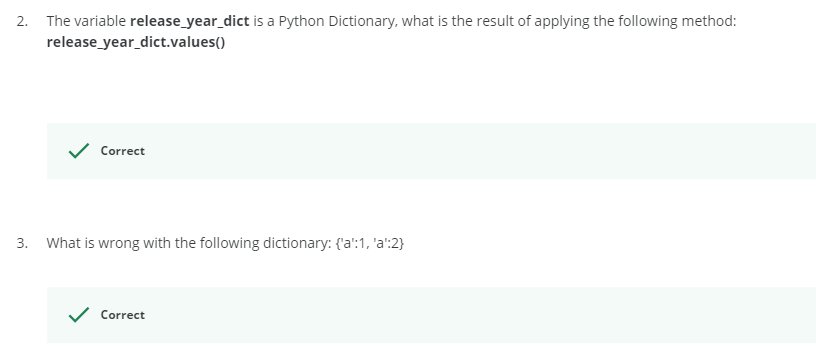 2. The variable release_year_dict is a Python Dictionary, what is the result of applying the following method:
release_year_dict.values()
Correct
3. What is wrong with the following dictionary: {'a':1, 'a':2}
Correct